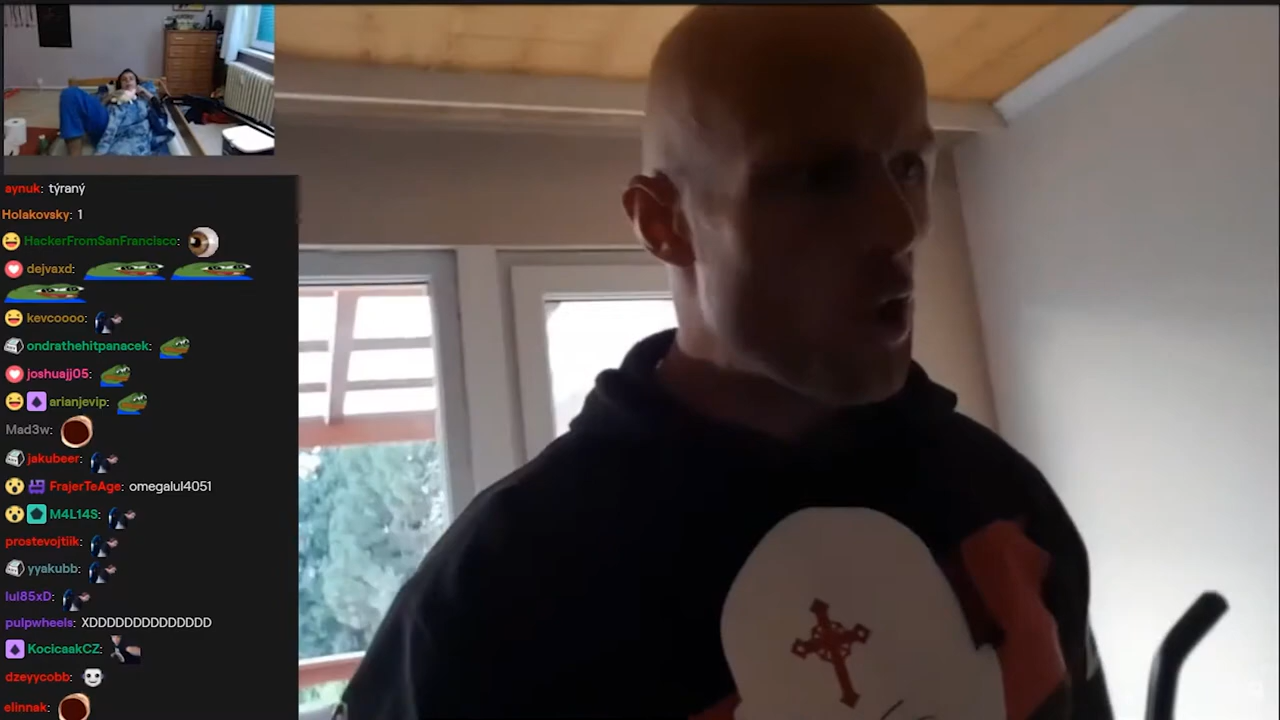 aynuk: týraný
Holakovsky: 1
HackerFromSanFrancisco:
dejvaxd:
kevcoooo:
ondrathehitpanacek:
joshuajj05:
arianjevip:
Mad3w:
jakubeer:
FrajerTeAge: omegalul4051
M4L14S:
prostevojtiik:
yyakubb:
lul85xD:
pulpwheels: XDDDDDDDDDDDDDDD
KocicaakCZ:
dzeyycobb:
elinnak: